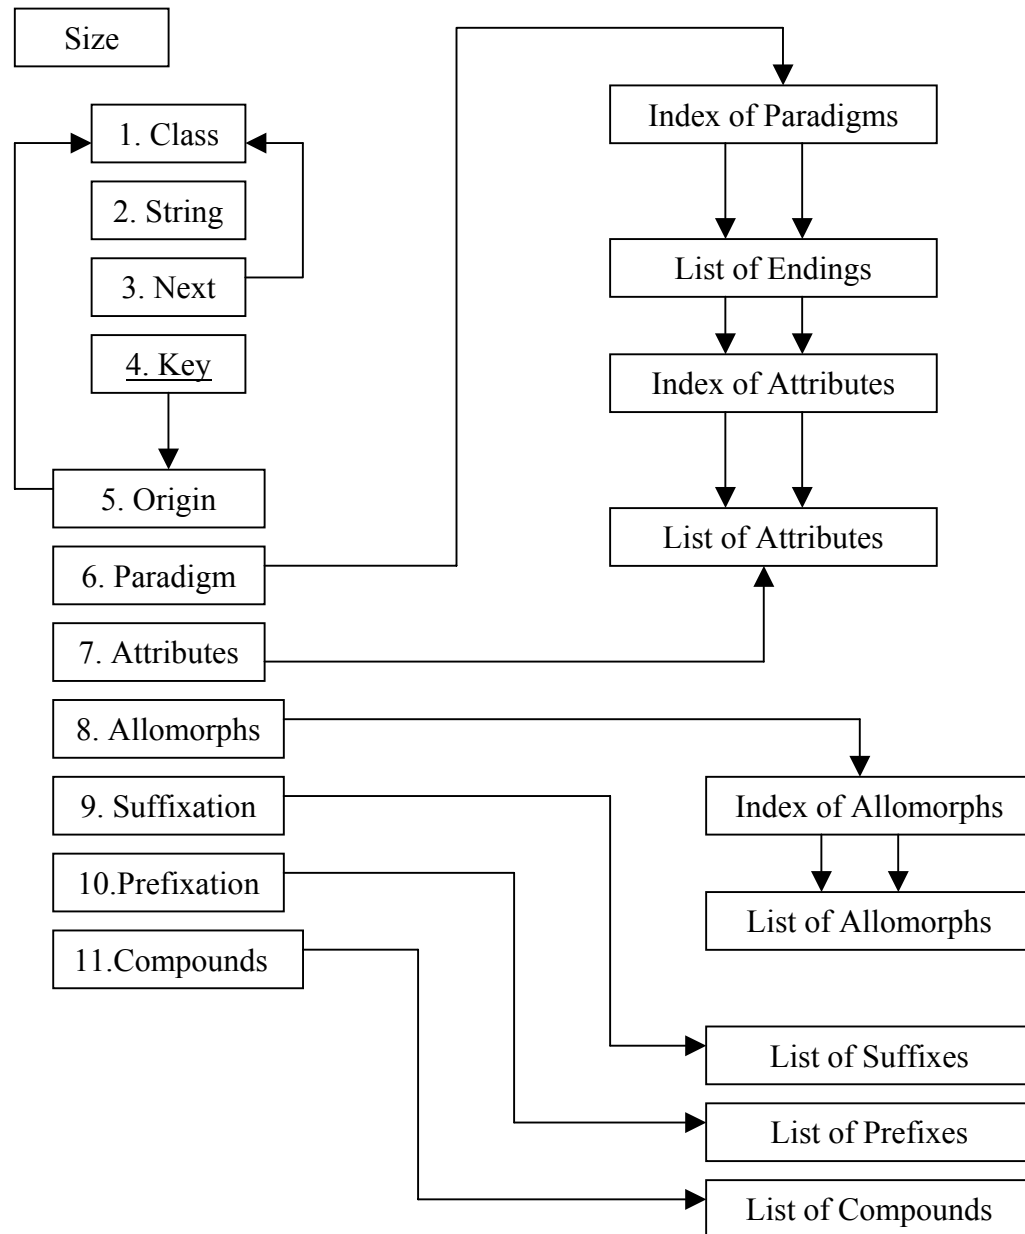 Size
1. Class
2. String
3. Next
4. Key
5. Origin
6. Paradigm
7. Attributes
8. Allomorphs
9. Suffixation
10.Prefixation
11.Compounds
Index of Paradigms
List of Endings
Index of Attributes
List of Attributes
Index of Allomorphs
List of Allomorphs
List of Suffixes
List of Prefixes
List of Compounds